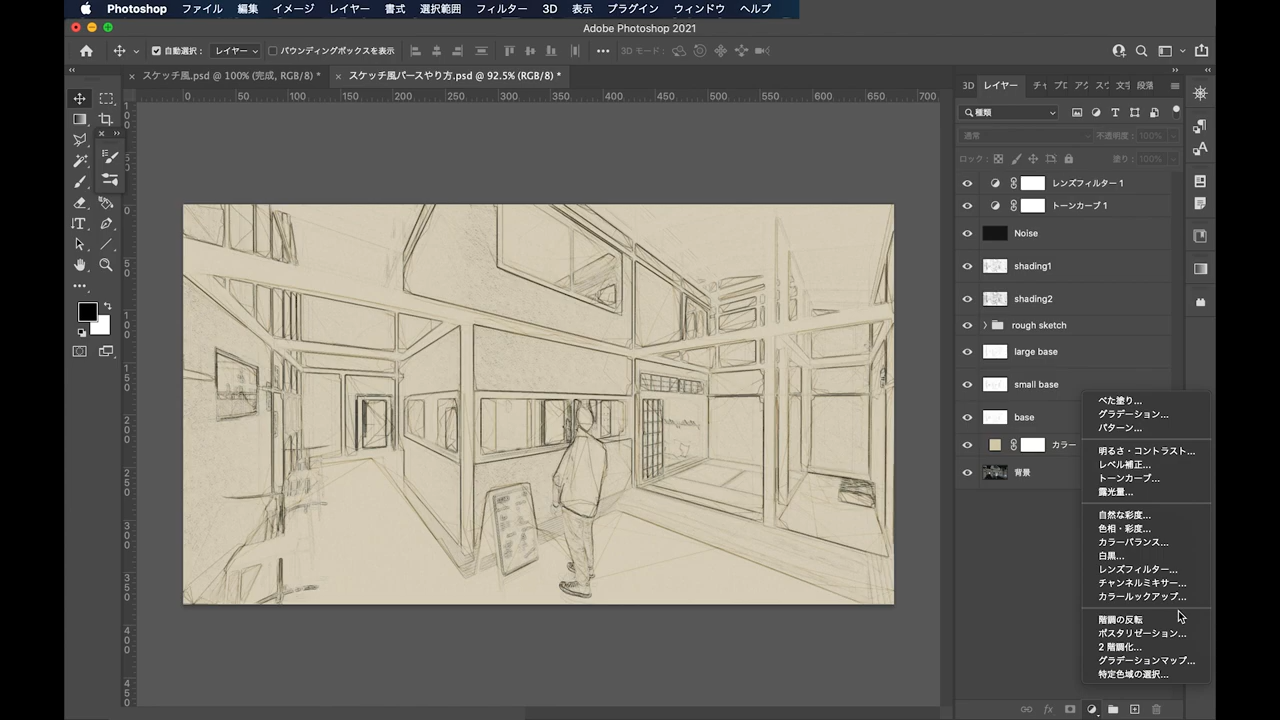 Photoshop ファイル 編集 イメージ レイヤー 書式 選択範囲 フィルター 3D 表示 プラグイン ウィンドウ ヘルプ
Adobe Photoshop 2021
自動選択： レイヤー バウンディングボックスを表示 3D モード：
スケッチ風.psd @ 100% (完成, RGB/8) * スケッチ風パースやり方.psd @ 92.5% (RGB/8) *
3D レイヤー チャ プロ アク スタ 文字 段落
0 50 100 150 200 250 300 350 400 450 500 550 600 650 700
種類
通常 不透明度： 100%
ロック： 塗り： 100%
レンズフィルター 1
トーンカーブ 1
Noise
shading1
shading2
rough sketch
large base
small base
base
カラー
背景
べた塗り...
グラデーション...
パターン...
明るさ・コントラスト...
レベル補正...
トーンカーブ...
露光量...
自然な彩度...
色相・彩度...
カラーバランス...
白黒...
レンズフィルター...
チャンネルミキサー...
カラールックアップ...
階調の反転
ポスタリゼーション...
2 階調化...
グラデーションマップ...
特定色域の選択...
fx